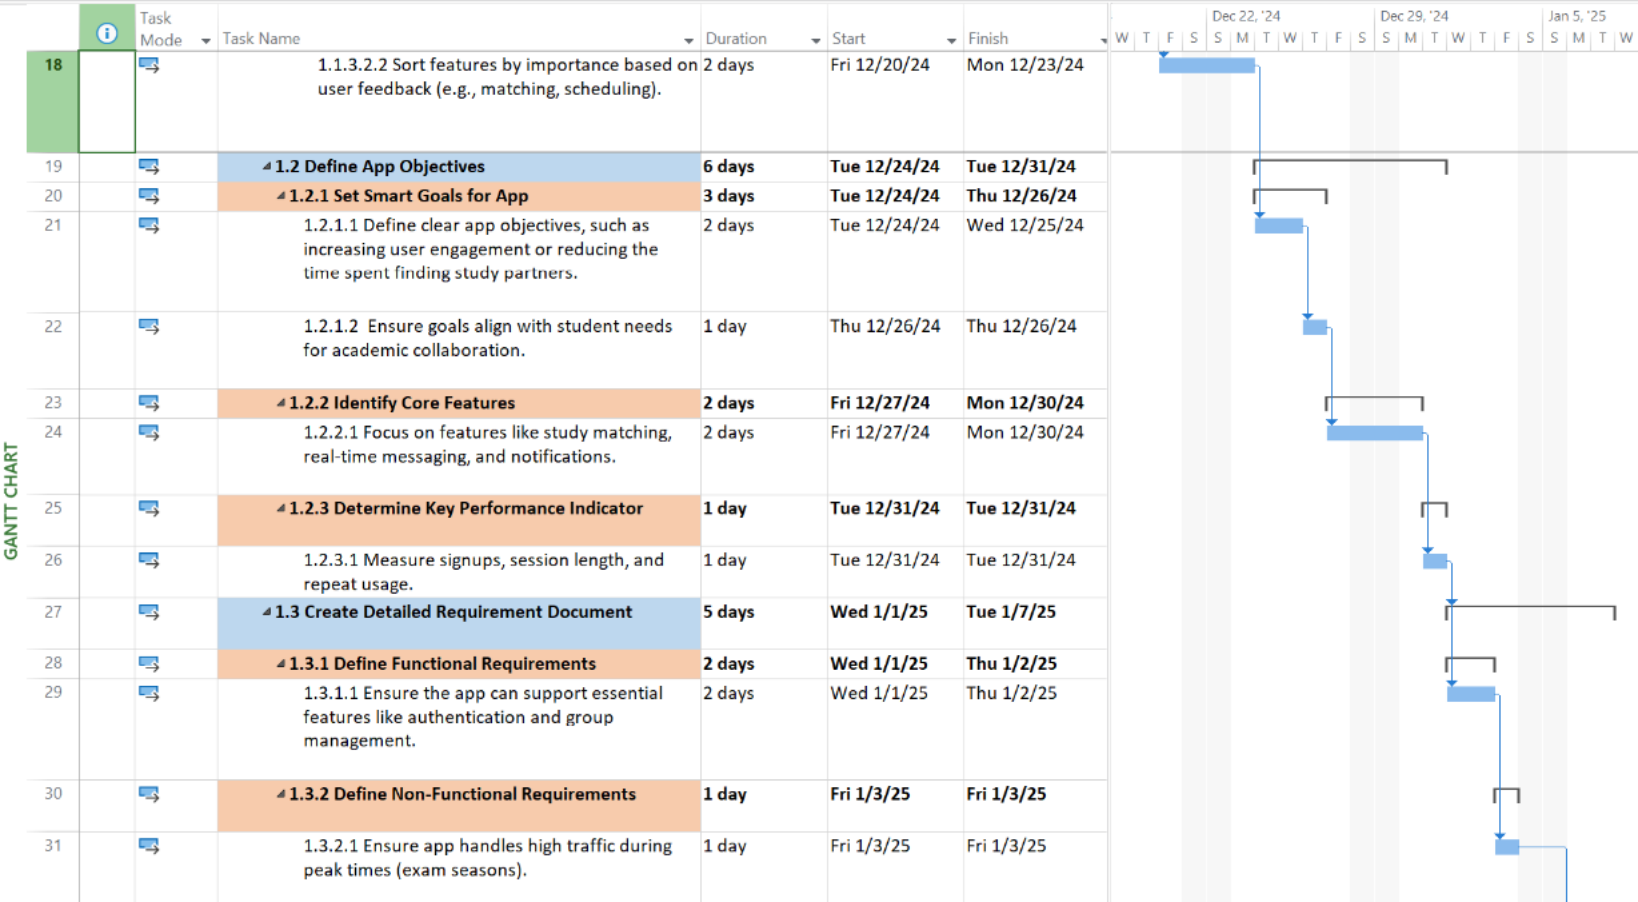 Task
Mode
Task Name
Duration
Start
Finish
Dec 22, '24
Dec 29, '24
Jan 5, '25
W T F S S M T W T F S S M T W T F S S M T W
18
1.1.3.2.2 Sort features by importance based on
user feedback (e.g., matching, scheduling).
2 days
Fri 12/20/24
Mon 12/23/24
19
1.2 Define App Objectives
6 days
Tue 12/24/24
Tue 12/31/24
20
1.2.1 Set Smart Goals for App
3 days
Tue 12/24/24
Thu 12/26/24
21
1.2.1.1 Define clear app objectives, such as
increasing user engagement or reducing the
time spent finding study partners.
2 days
Tue 12/24/24
Wed 12/25/24
22
1.2.1.2 Ensure goals align with student needs
for academic collaboration.
1 day
Thu 12/26/24
Thu 12/26/24
23
1.2.2 Identify Core Features
2 days
Fri 12/27/24
Mon 12/30/24
24
1.2.2.1 Focus on features like study matching,
real-time messaging, and notifications.
2 days
Fri 12/27/24
Mon 12/30/24
25
1.2.3 Determine Key Performance Indicator
1 day
Tue 12/31/24
Tue 12/31/24
26
1.2.3.1 Measure signups, session length, and
repeat usage.
1 day
Tue 12/31/24
Tue 12/31/24
27
1.3 Create Detailed Requirement Document
5 days
Wed 1/1/25
Tue 1/7/25
28
1.3.1 Define Functional Requirements
2 days
Wed 1/1/25
Thu 1/2/25
29
1.3.1.1 Ensure the app can support essential
features like authentication and group
management.
2 days
Wed 1/1/25
Thu 1/2/25
30
1.3.2 Define Non-Functional Requirements
1 day
Fri 1/3/25
Fri 1/3/25
31
1.3.2.1 Ensure app handles high traffic during
peak times (exam seasons).
1 day
Fri 1/3/25
Fri 1/3/25
GANTT CHART